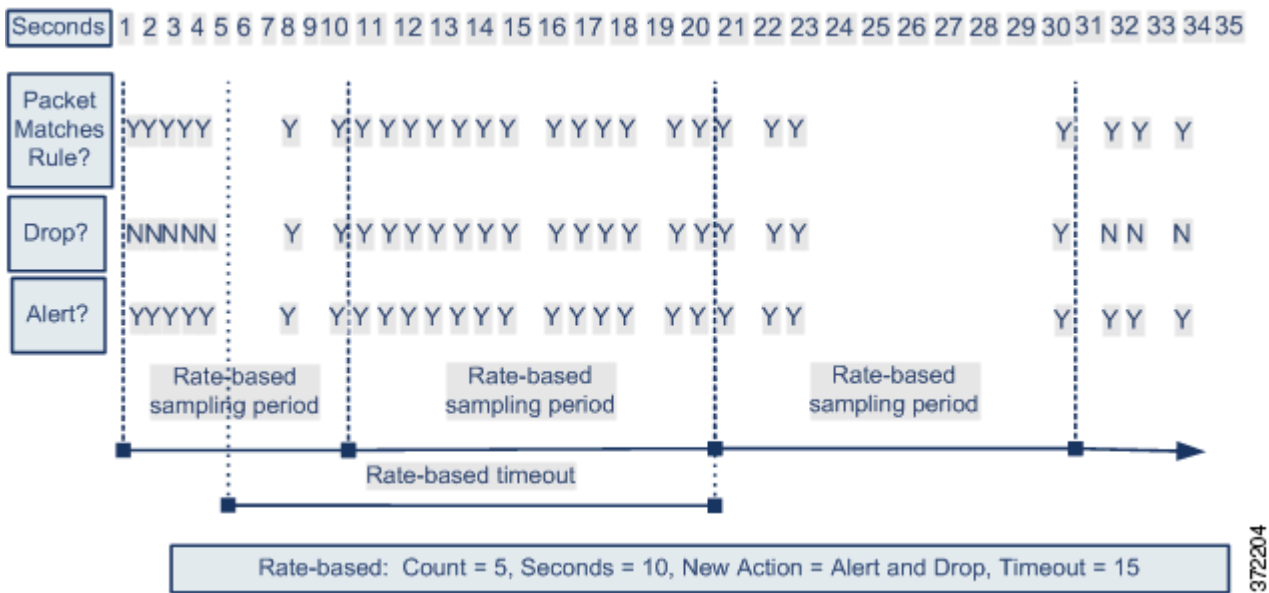 Seconds 1 2 3 4 5 6 7 8 9 10 11 12 13 14 15 16 17 18 19 20 21 22 23 24 25 26 27 28 29 30 31 32 33 34 35
Packet
Matches
Rule?
YYYYY Y Y Y Y Y Y Y Y Y Y Y Y Y Y Y Y Y Y Y Y Y Y
Drop?
NNNNN Y Y Y Y Y Y Y Y Y Y Y Y Y Y Y Y Y Y Y N N N
Alert?
YYYYY Y Y Y Y Y Y Y Y Y Y Y Y Y Y Y Y Y Y Y Y Y Y
Rate-based
sampling period
Rate-based
sampling period
Rate-based
sampling period
Rate-based timeout
Rate-based: Count = 5, Seconds = 10, New Action = Alert and Drop, Timeout = 15
372204